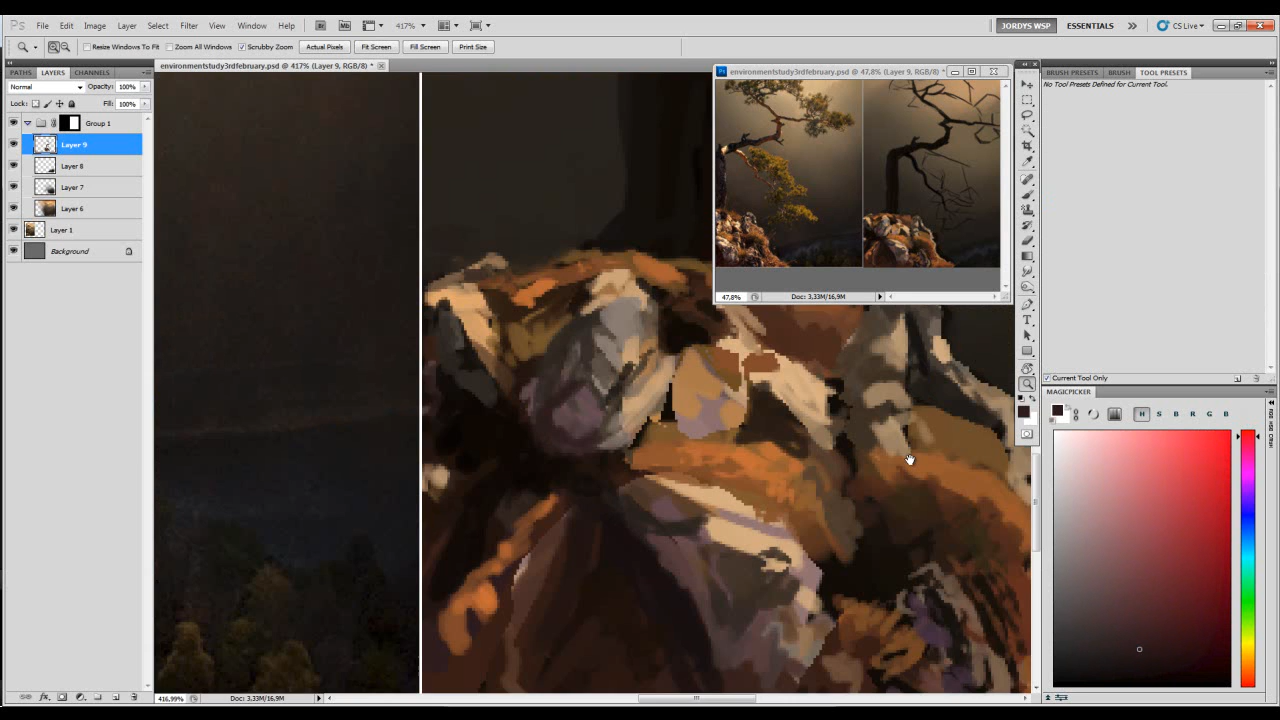 Ps File Edit Image Layer Select Filter View Window Help Br Mb 417% JORDYS WSP ESSENTIALS CS Live
Resize Windows To Fit Zoom All Windows Scrubby Zoom Actual Pixels Fit Screen Fill Screen Print Size
environmentstudy3rdfebruary.psd @ 417% (Layer 9, RGB/8) *
PATHS LAYERS CHANNELS
Normal Opacity: 100%
Lock: Fill: 100%
Group 1
Layer 9
Layer 8
Layer 7
Layer 6
Layer 1
Background
416,99% Doc: 3,33M/16,9M
Ps environmentstudy3rdfebruary.psd @ 47,8% (Layer 9, RGB/8) *
47,8% Doc: 3,33M/16,9M
T
BRUSH PRESETS BRUSH TOOL PRESETS
No Tool Presets Defined for Current Tool.
Current Tool Only
MAGICPICKER
H S B R G B